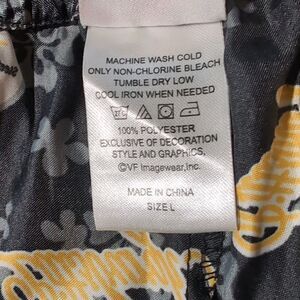 MACHINE WASH COLD
ONLY NON-CHLORINE BLEACH
TUMBLE DRY LOW
COOL IRON WHEN NEEDED
100% POLYESTER
EXCLUSIVE OF DECORATION
STYLE AND GRAPHICS.
©VF Imagewear,Inc.
MADE IN CHINA
SIZE L